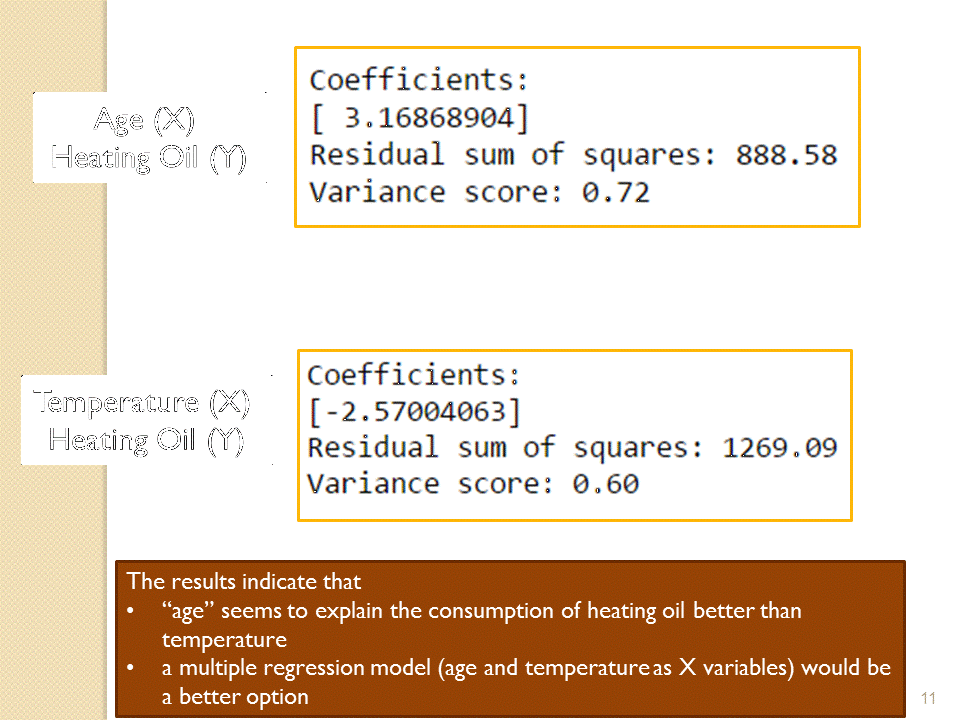 Age (X)
Heating Oil (Y)
Coefficients:
[ 3.16868904]
Residual sum of squares: 888.58
Variance score: 0.72
Temperature (X)
Heating Oil (Y)
Coefficients:
[-2.57004063]
Residual sum of squares: 1269.09
Variance score: 0.60
The results indicate that
• “age” seems to explain the consumption of heating oil better than
temperature
• a multiple regression model (age and temperature as X variables) would be
a better option
11